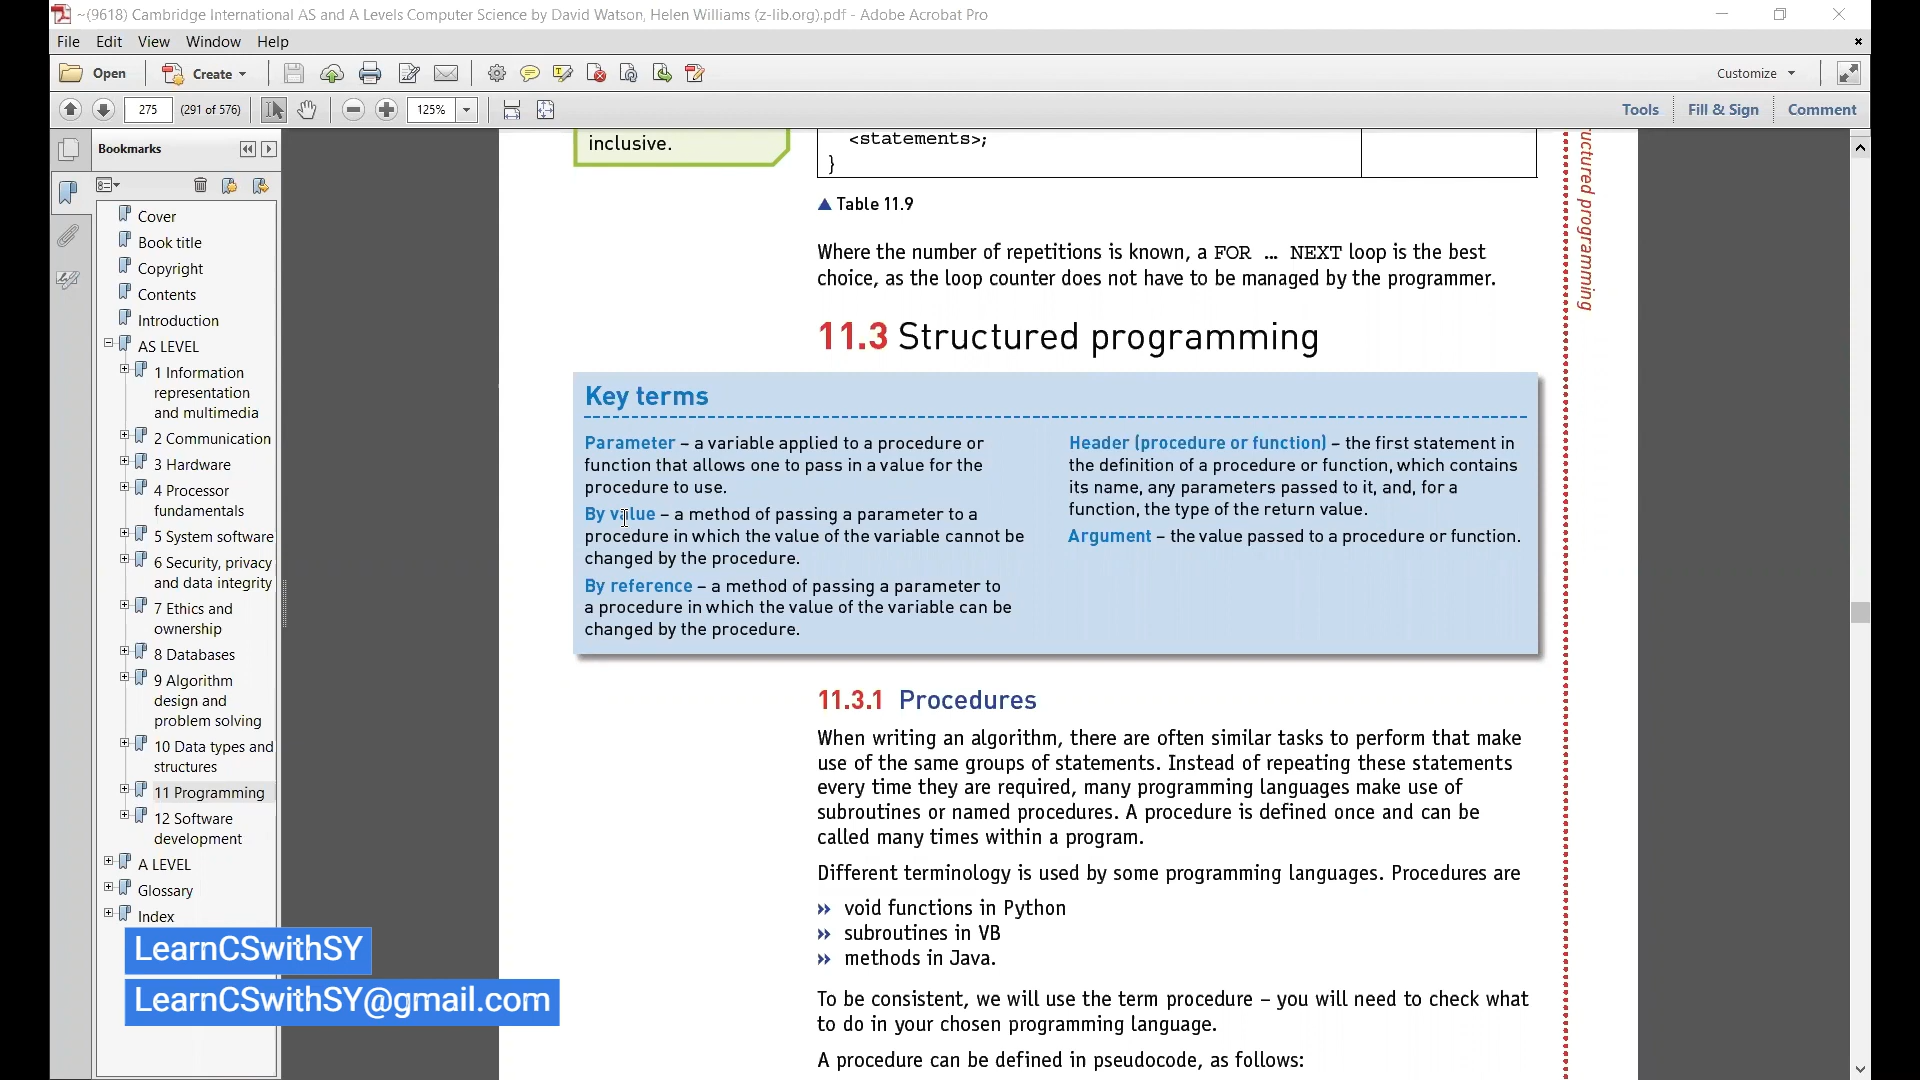 ~(9618) Cambridge International AS and A Levels Computer Science by David Watson, Helen Williams (z-lib.org).pdf - Adobe Acrobat Pro
File Edit View Window Help
Open Create Customize
275 (291 of 576) 125% Tools Fill & Sign Comment
Bookmarks
Cover
Book title
Copyright
Contents
Introduction
AS LEVEL
1 Information
representation
and multimedia
2 Communication
3 Hardware
4 Processor
fundamentals
5 System software
6 Security, privacy
and data integrity
7 Ethics and
ownership
8 Databases
9 Algorithm
design and
problem solving
10 Data types and
structures
11 Programming
12 Software
development
A LEVEL
Glossary
Index
LearnCSwithSY
LearnCSwithSY@gmail.com
inclusive.
<statements>;
}
▲ Table 11.9
Where the number of repetitions is known, a FOR … NEXT loop is the best
choice, as the loop counter does not have to be managed by the programmer.
11.3 Structured programming
Key terms
Parameter – a variable applied to a procedure or
function that allows one to pass in a value for the
procedure to use.
By value – a method of passing a parameter to a
procedure in which the value of the variable cannot be
changed by the procedure.
By reference – a method of passing a parameter to
a procedure in which the value of the variable can be
changed by the procedure.
Header (procedure or function) – the first statement in
the definition of a procedure or function, which contains
its name, any parameters passed to it, and, for a
function, the type of the return value.
Argument – the value passed to a procedure or function.
11.3.1 Procedures
When writing an algorithm, there are often similar tasks to perform that make
use of the same groups of statements. Instead of repeating these statements
every time they are required, many programming languages make use of
subroutines or named procedures. A procedure is defined once and can be
called many times within a program.
Different terminology is used by some programming languages. Procedures are
» void functions in Python
» subroutines in VB
» methods in Java.
To be consistent, we will use the term procedure – you will need to check what
to do in your chosen programming language.
A procedure can be defined in pseudocode, as follows:
uctured programming